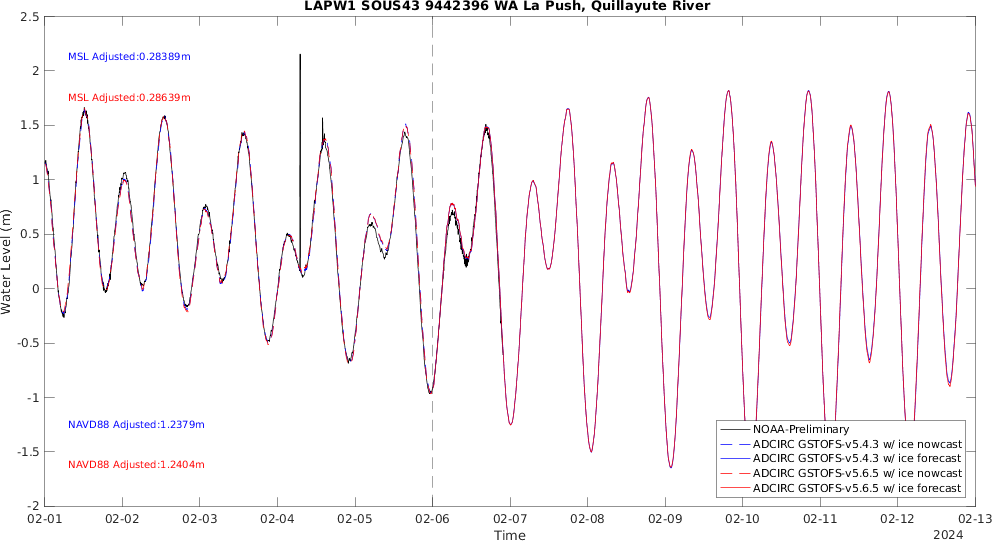 LAPW1 SOUS43 9442396 WA La Push, Quillayute River
2.5
2
1.5
1
0.5
0
-0.5
-1
-1.5
-2
Water Level (m)
MSL Adjusted:0.28389m
MSL Adjusted:0.28639m
NAVD88 Adjusted:1.2379m
NAVD88 Adjusted:1.2404m
NOAA-Preliminary
ADCIRC GSTOFS-v5.4.3 w/ ice nowcast
ADCIRC GSTOFS-v5.4.3 w/ ice forecast
ADCIRC GSTOFS-v5.6.5 w/ ice nowcast
ADCIRC GSTOFS-v5.6.5 w/ ice forecast
02-01 02-02 02-03 02-04 02-05 02-06 02-07 02-08 02-09 02-10 02-11 02-12 02-13
Time
2024